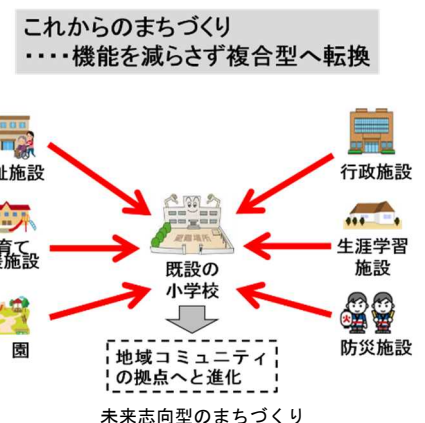 これからのまちづくり
‥‥機能を減らさず複合型へ転換
祉施設
行政施設
育て
援施設
生涯学習
施設
既設の
小学校
園
火
防災施設
地域コミュニティ
の拠点へと進化
未来志向型のまちづくり